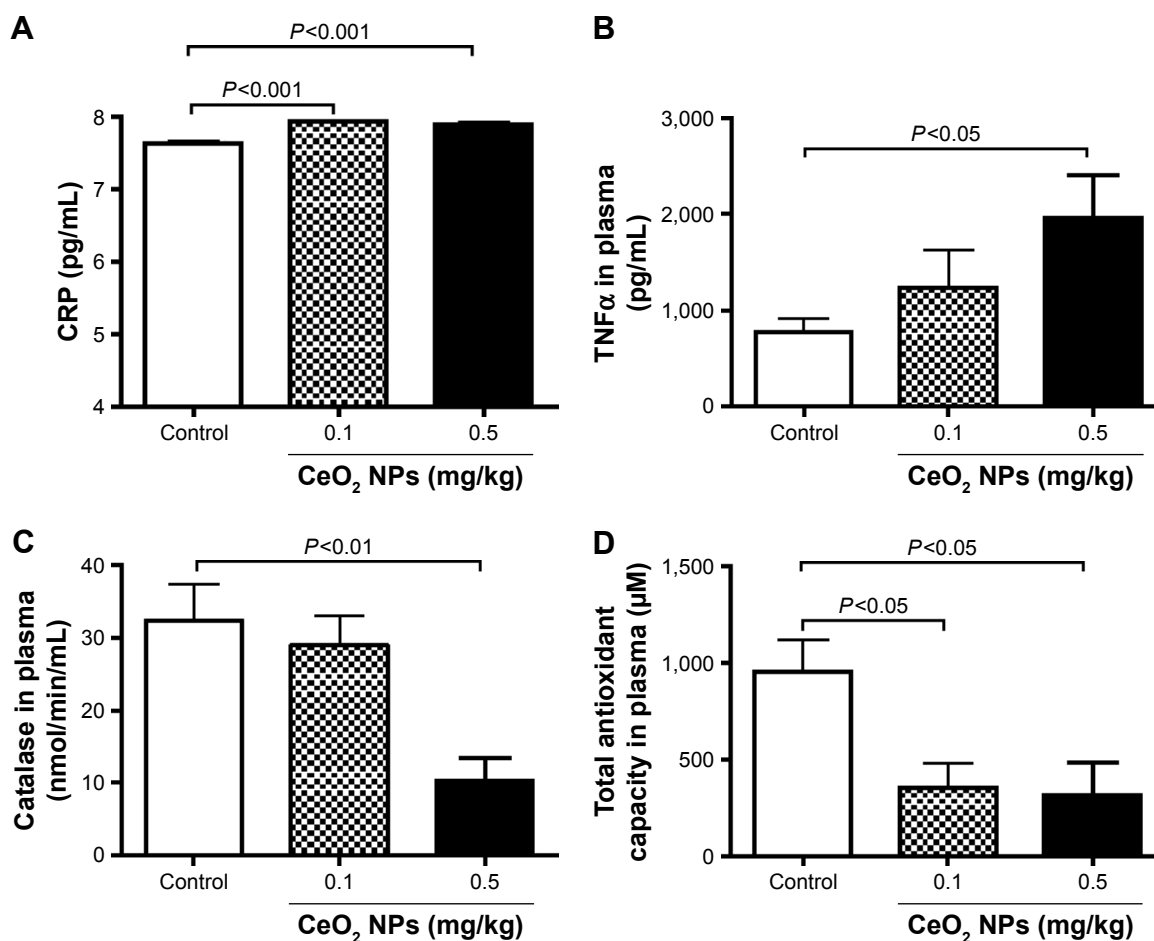 A
P<0.001
P<0.001
CRP (pg/mL)
8
7
6
5
4
Control
0.1
0.5
CeO₂ NPs (mg/kg)
B
P<0.05
TNFα in plasma
(pg/mL)
3,000
2,000
1,000
0
Control
0.1
0.5
CeO₂ NPs (mg/kg)
C
P<0.01
Catalase in plasma
(nmol/min/mL)
40
30
20
10
0
Control
0.1
0.5
CeO₂ NPs (mg/kg)
D
P<0.05
P<0.05
Total antioxidant
capacity in plasma (µM)
1,500
1,000
500
0
Control
0.1
0.5
CeO₂ NPs (mg/kg)